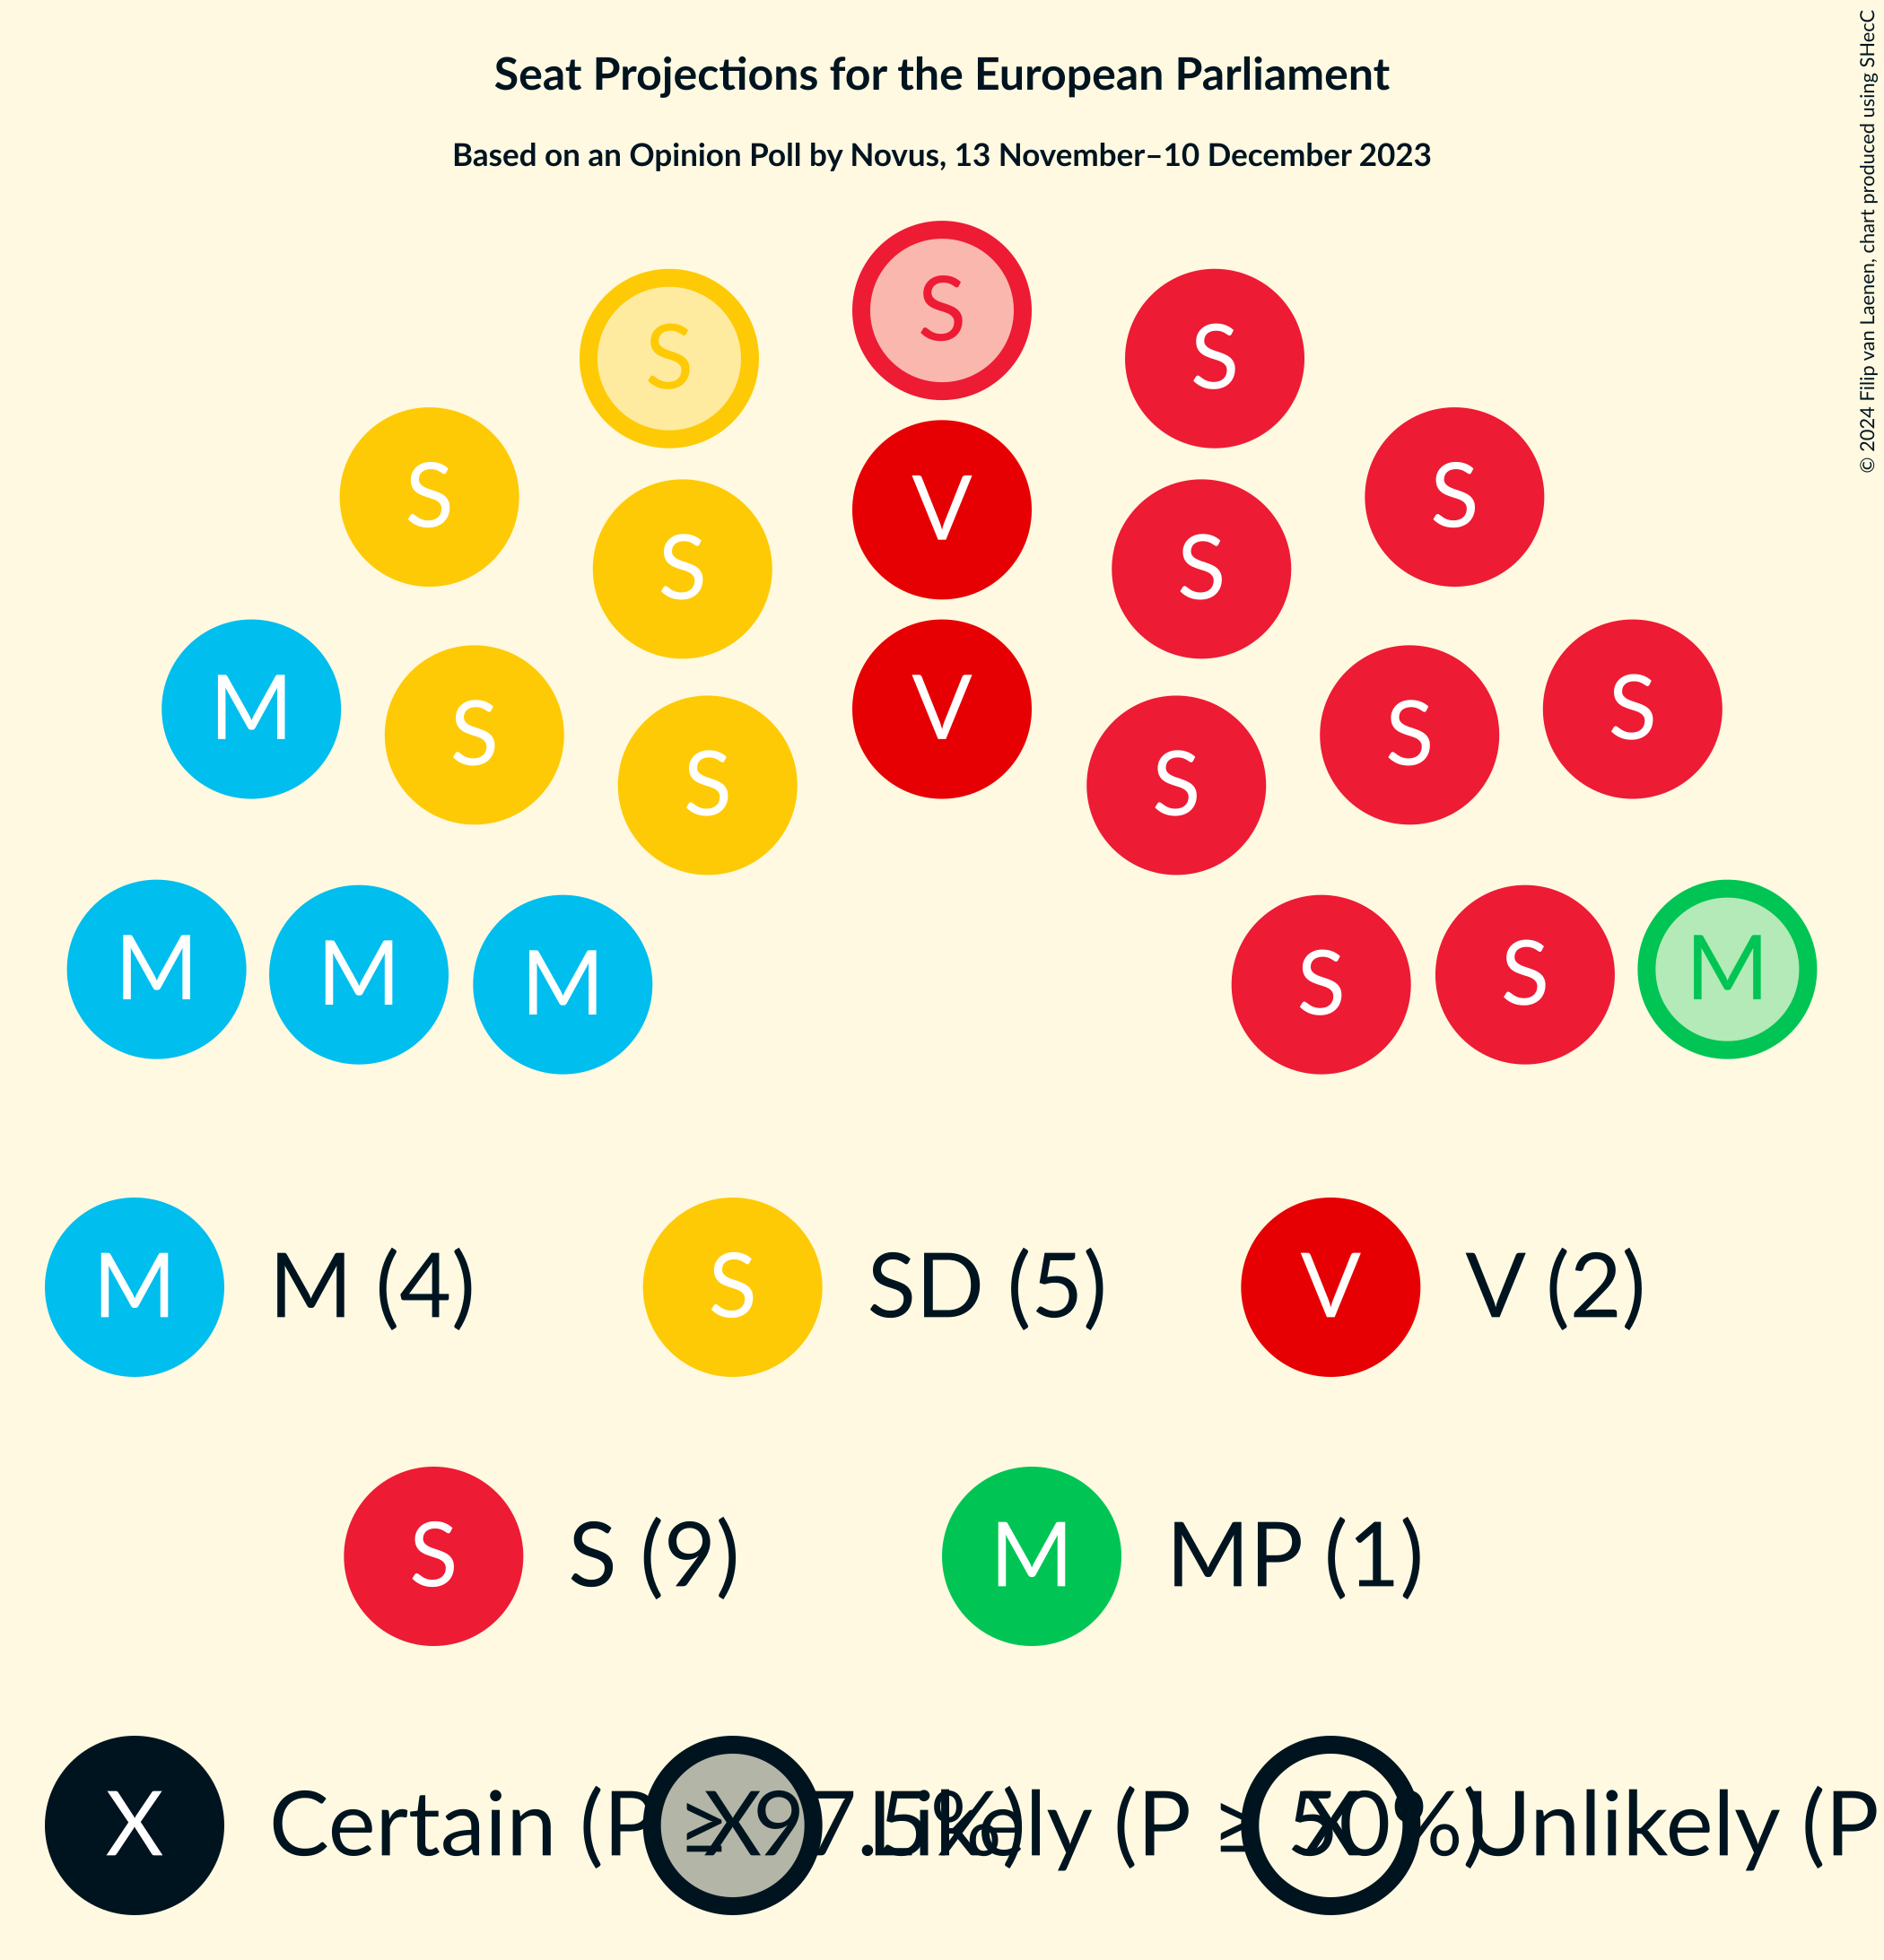 Seat Projections for the European Parliament
Based on an Opinion Poll by Novus, 13 November–10 December 2023
© 2024 Filip van Laenen, chart produced using SHecC
S
S S
S S
V
S S
M S
S V S
S S S
M M M S S M
M M (4) S SD (5) V V (2)
S S (9) M MP (1)
X Certain (P ≥ 97.5%) X Likely (P ≥ 50%) X Unlikely (P